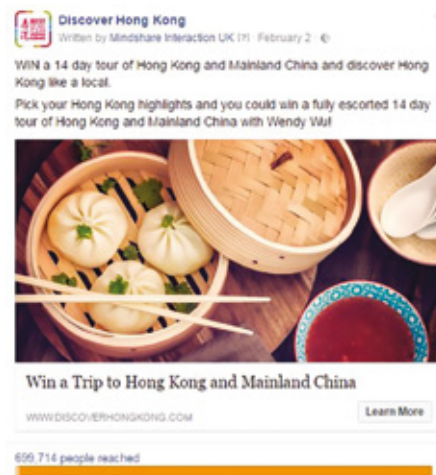 Discover Hong Kong
Written by Mindshare Interaction UK [?] · February 2 ·
WIN a 14 day tour of Hong Kong and Mainland China and discover Hong
Kong like a local.
Pick your Hong Kong highlights and you could win a fully escorted 14 day
tour of Hong Kong and Mainland China with Wendy Wu!
Win a Trip to Hong Kong and Mainland China
WWW.DISCOVERHONGKONG.COM
Learn More
699,714 people reached